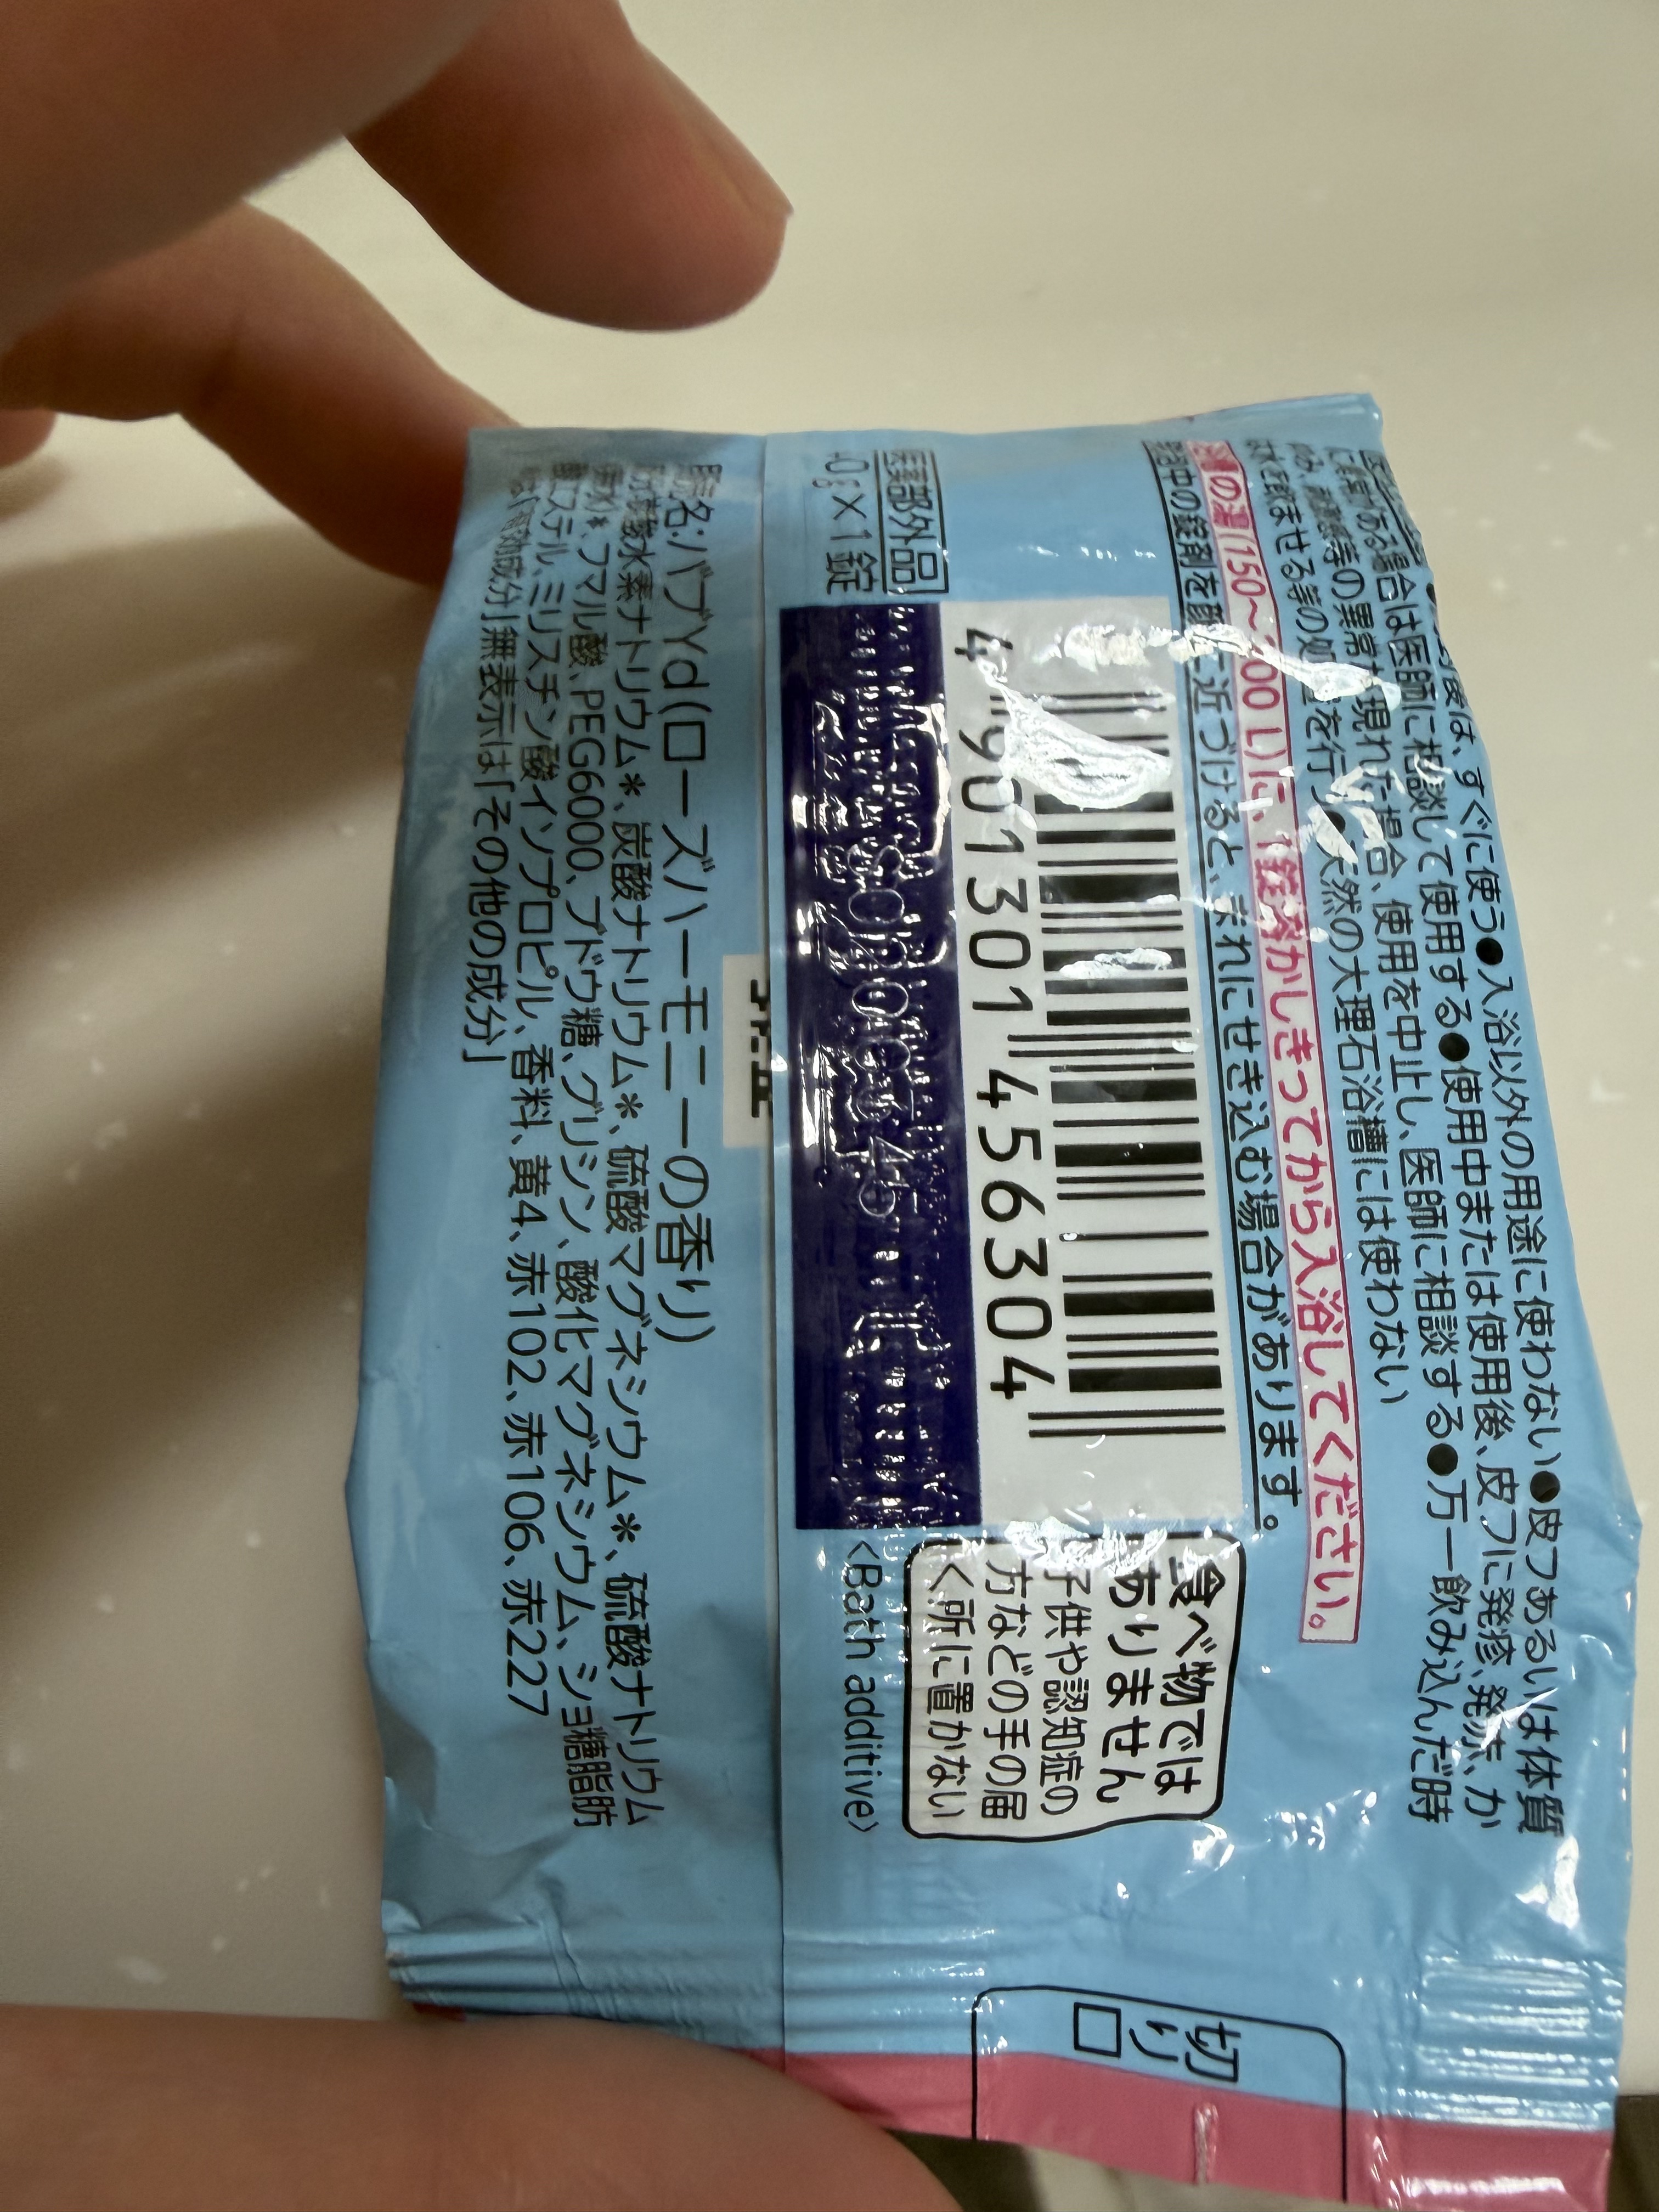 は、すぐに使う●入浴以外の用途に使わない●皮フあるいは体質
に異常がある場合は医師に相談して使用する●使用中または使用後、皮フに発疹、発赤、か
ゆみ、刺激感等の異常が現れた場合、使用を中止し、医師に相談する●万一飲み込んだ時
は、水を飲ませる等の処置を行う●天然の大理石浴槽には使わない
の湯(150~200L)に、1錠溶かしきってから入浴してください。
溶解中の錠剤を顔に近づけると、まれにせき込む場合があります。
食べ物では
ありません
子供や認知症の
方などの手の届
く所に置かない
4 901301 456304
医薬部外品
40g×1錠
<Bath additive>
販売名:バブYd(ローズハーモニーの香り)
炭酸水素ナトリウム*、炭酸ナトリウム*、硫酸マグネシウム*、硫酸ナトリウム
*、フマル酸、PEG6000、ブドウ糖、グリシン、酸化マグネシウム、ショ糖脂肪
酸エステル、ミリスチン酸イソプロピル、香料、黄4、赤102、赤106、赤227
「有効成分」無表示は「その他の成分」
切り口